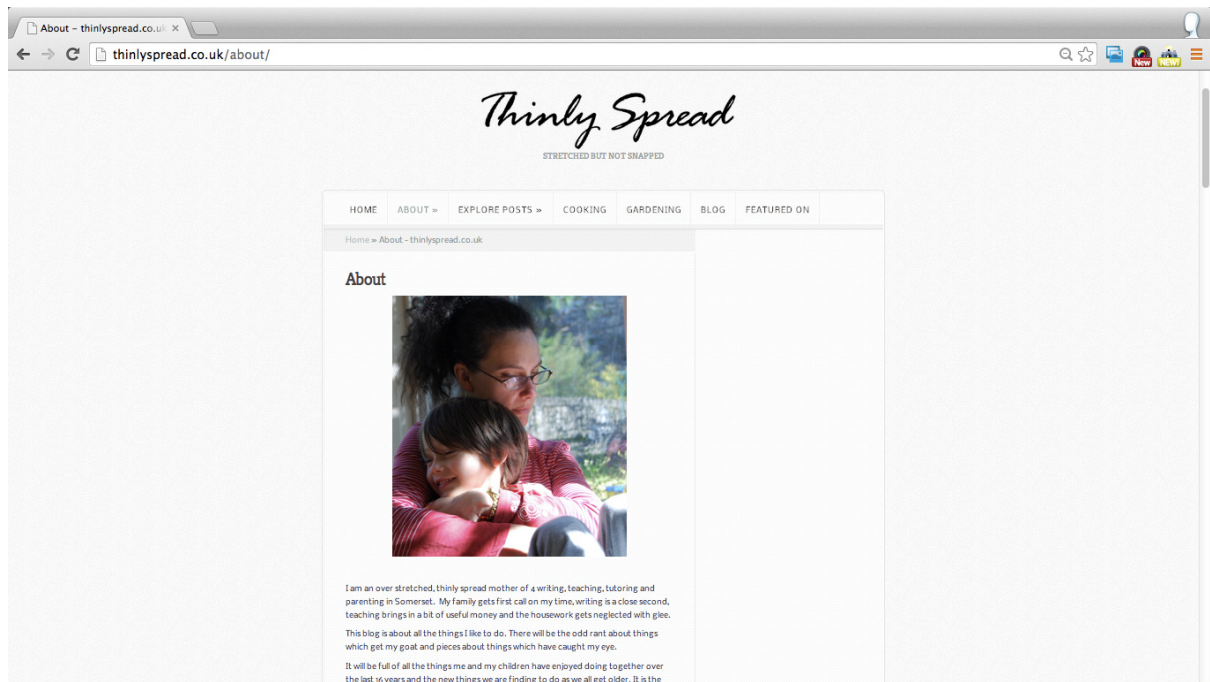 About – thinlyspread.co.uk
thinlyspread.co.uk/about/
New
NEW!
Thinly Spread
STRETCHED BUT NOT SNAPPED
HOME ABOUT » EXPLORE POSTS » COOKING GARDENING BLOG FEATURED ON
Home » About – thinlyspread.co.uk
About
I am an over stretched, thinly spread mother of 4 writing, teaching, tutoring and
parenting in Somerset. My family gets first call on my time, writing is a close second,
teaching brings in a bit of useful money and the housework gets neglected with glee.
This blog is about all the things I like to do. There will be the odd rant about things
which get my goat and pieces about things which have caught my eye.
It will be full of all the things me and my children have enjoyed doing together over
the last 16 years and the new things we are finding to do as we all get older. It is the